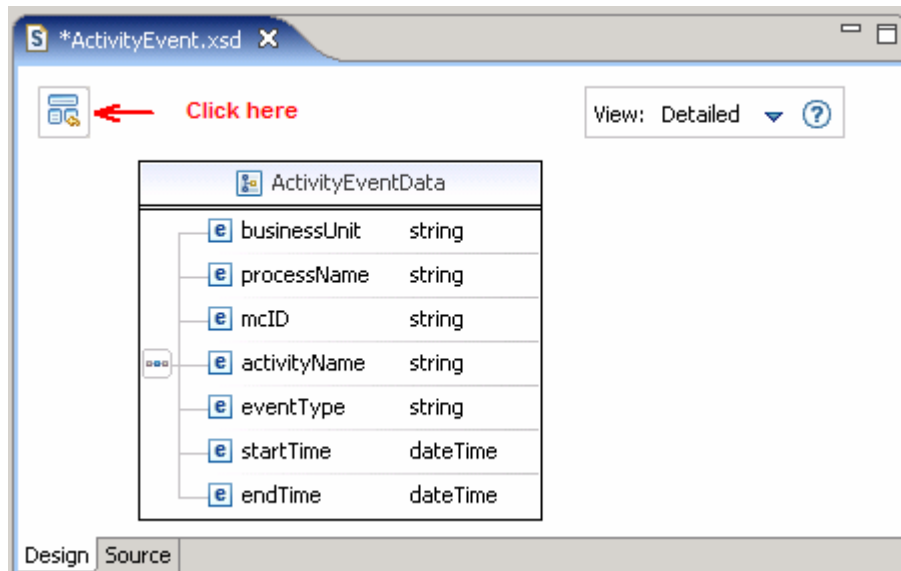 S *ActivityEvent.xsd
Click here
View: Detailed ?
ActivityEventData
e businessUnit string
e processName string
e mcID string
e activityName string
e eventType string
e startTime dateTime
e endTime dateTime
Design Source